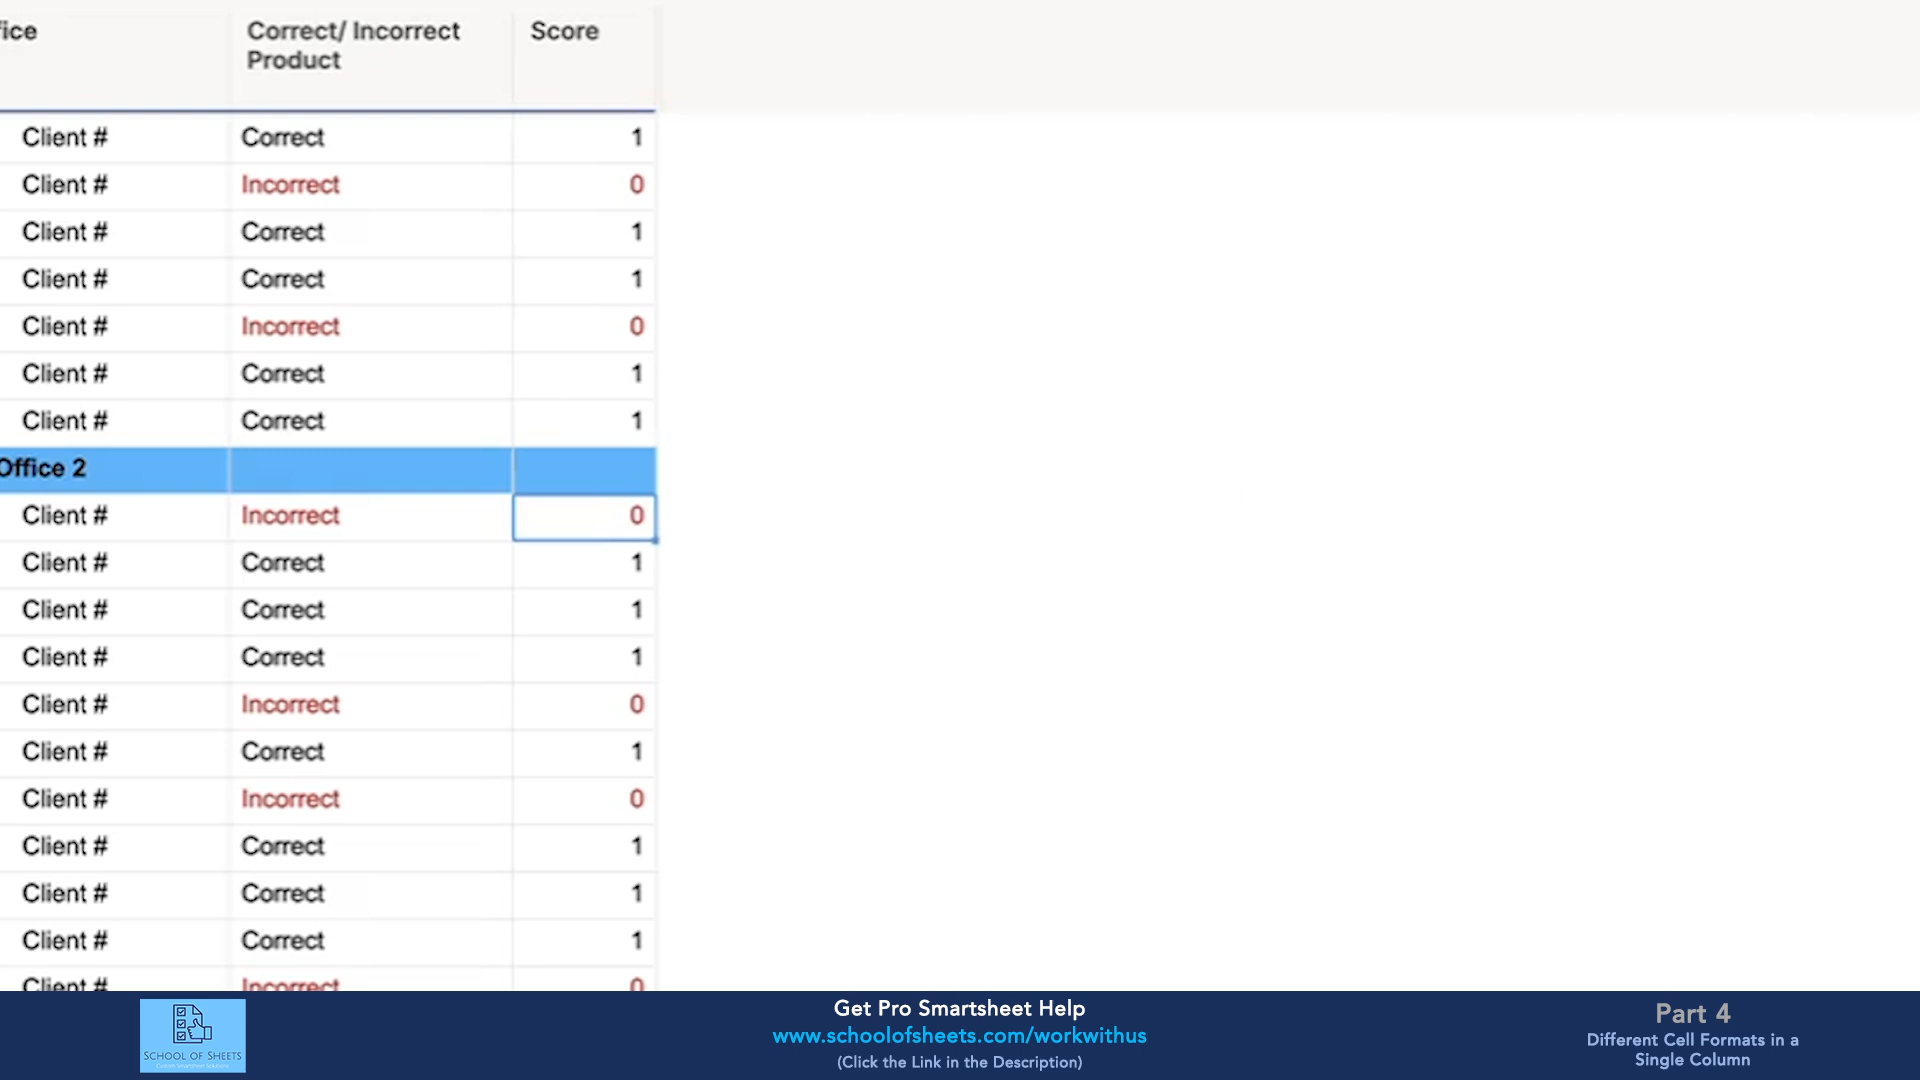 fice Correct/ Incorrect Score
Product
Client # Correct 1
Client # Incorrect 0
Client # Correct 1
Client # Correct 1
Client # Incorrect 0
Client # Correct 1
Client # Correct 1
Office 2
Client # Incorrect 0
Client # Correct 1
Client # Correct 1
Client # Correct 1
Client # Incorrect 0
Client # Correct 1
Client # Incorrect 0
Client # Correct 1
Client # Correct 1
Client # Correct 1
Client # Incorrect 0
SCHOOL OF SHEETS
Get Pro Smartsheet Help
www.schoolofsheets.com/workwithus
(Click the Link in the Description)
Part 4
Different Cell Formats in a
Single Column